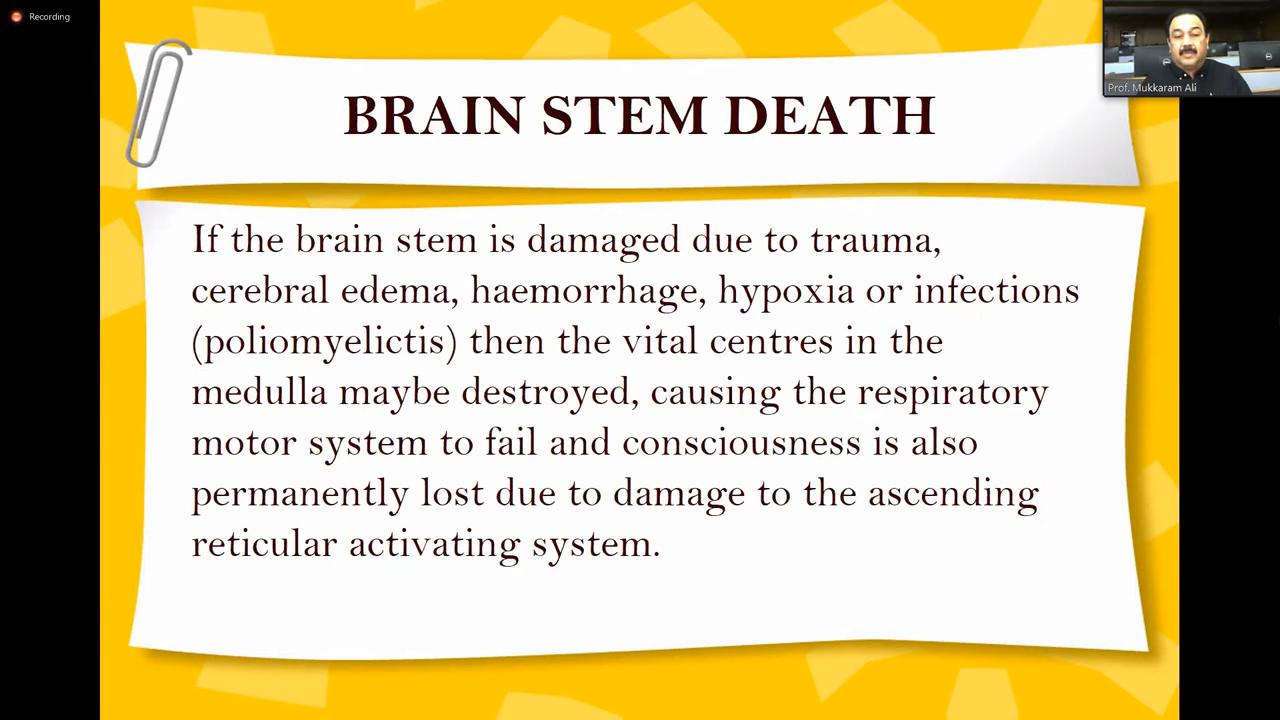 Recording
Prof. Mukkaram Ali
BRAIN STEM DEATH
If the brain stem is damaged due to trauma,
cerebral edema, haemorrhage, hypoxia or infections
(poliomyelictis) then the vital centres in the
medulla maybe destroyed, causing the respiratory
motor system to fail and consciousness is also
permanently lost due to damage to the ascending
reticular activating system.